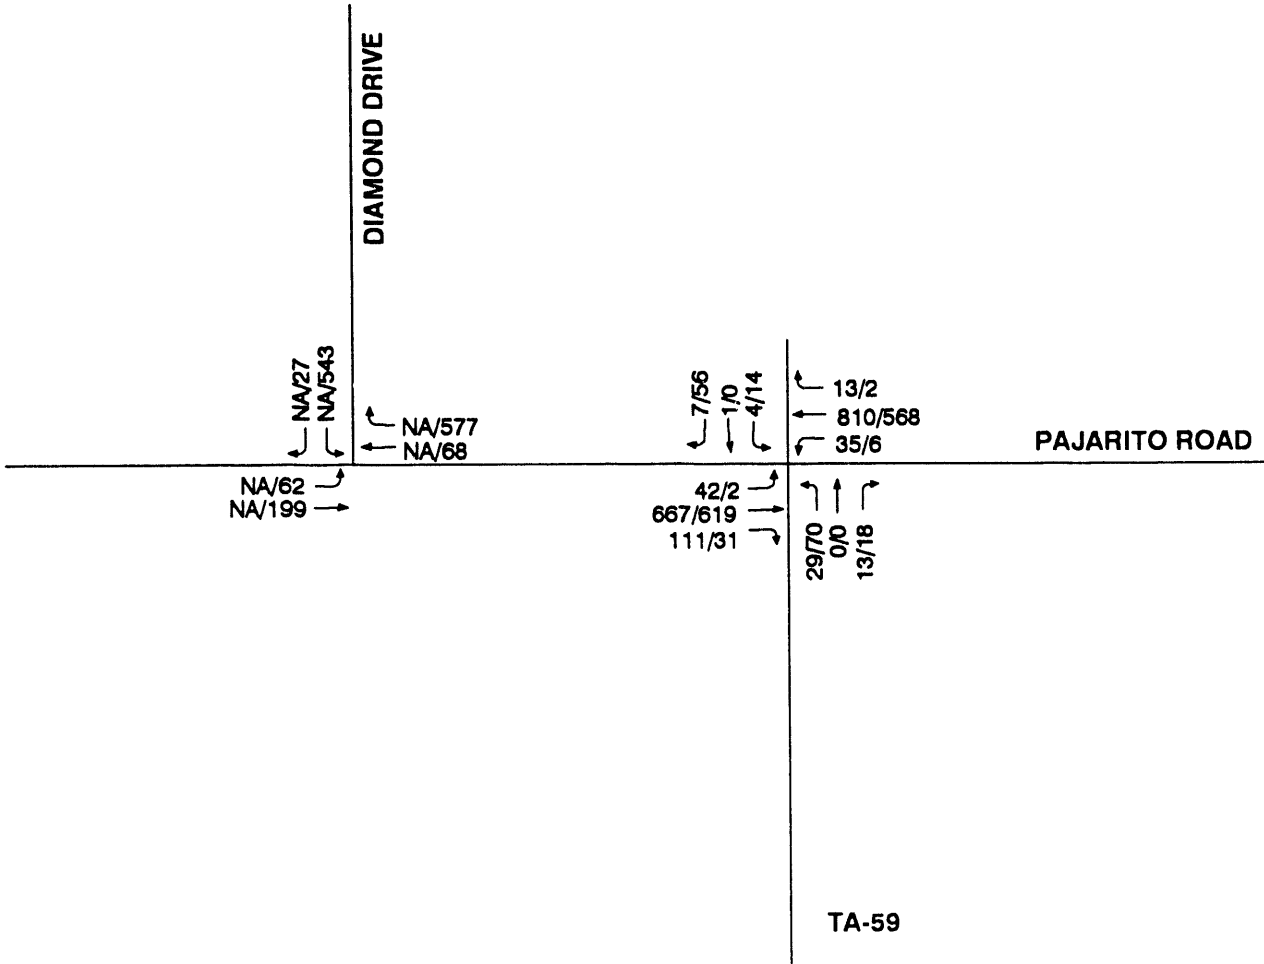 DIAMOND DRIVE
NA/27
NA/543
NA/577
NA/68
NA/62
NA/199
7/56
1/0
4/14
13/2
810/568
35/6
PAJARITO ROAD
42/2
667/619
111/31
29/70
0/0
13/18
TA-59